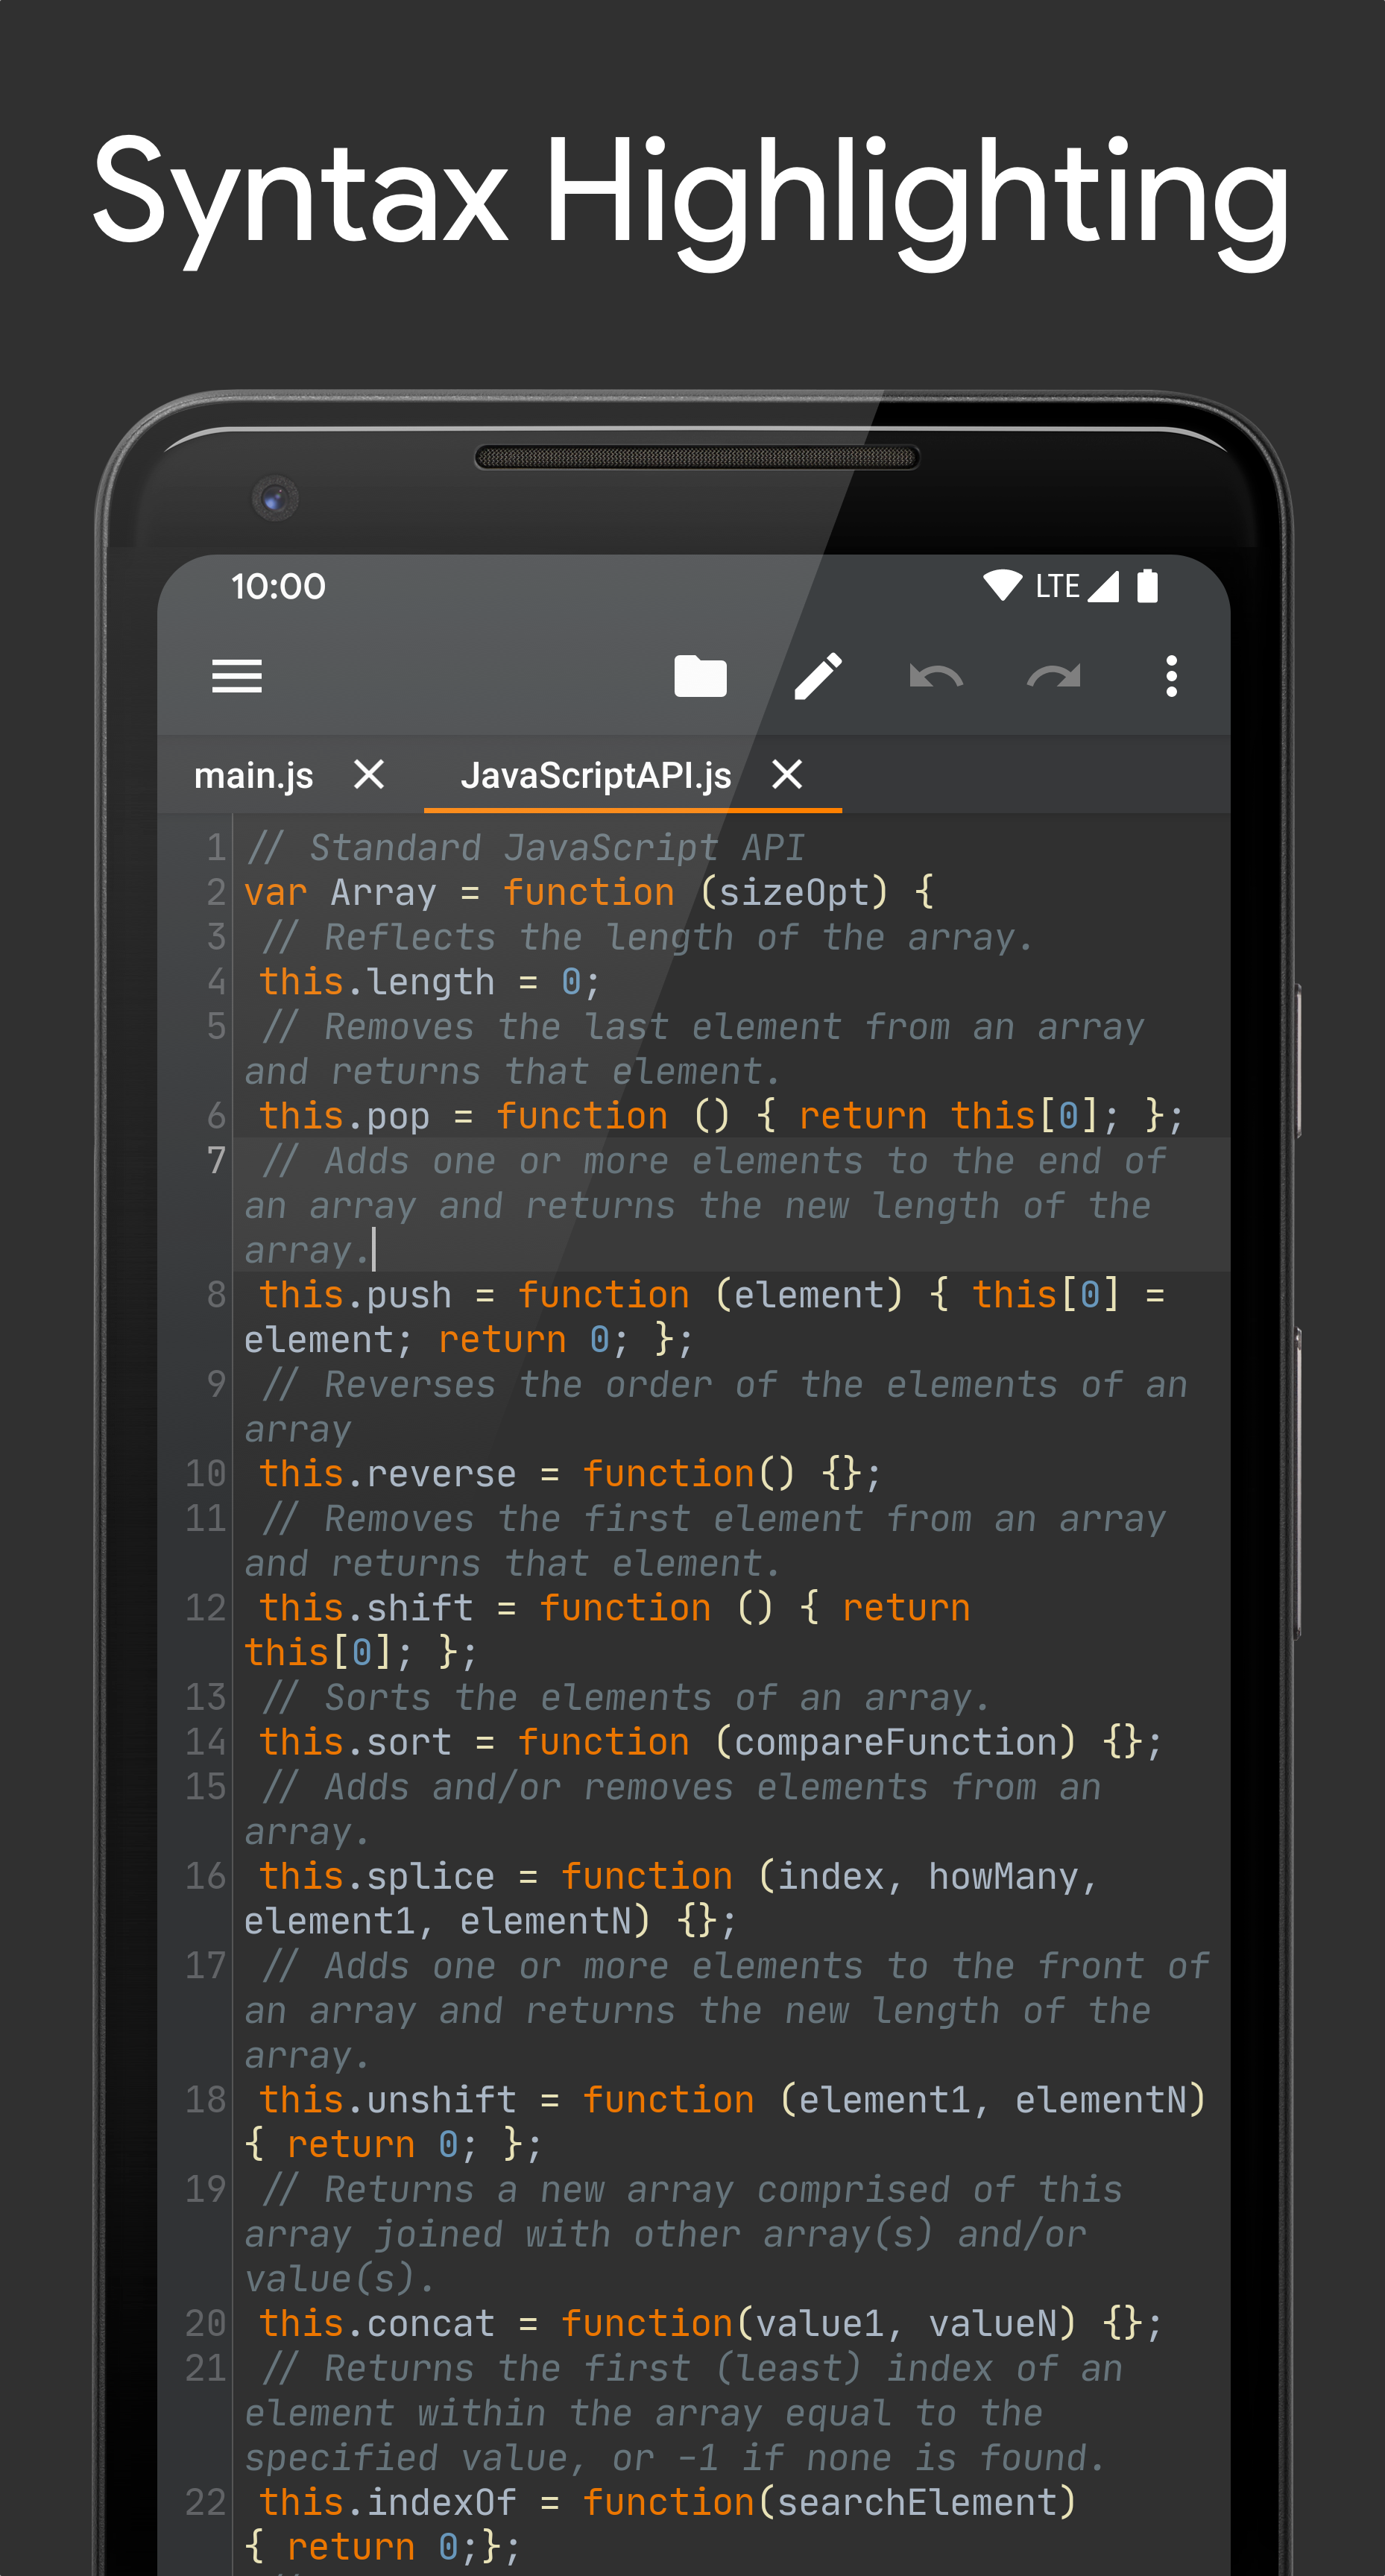 Syntax Highlighting
10:00 LTE
main.js JavaScriptAPI.js
1 // Standard JavaScript API
2 var Array = function (sizeOpt) {
3 // Reflects the length of the array.
4 this.length = 0;
5 // Removes the last element from an array
and returns that element.
6 this.pop = function () { return this[0]; };
7 // Adds one or more elements to the end of
an array and returns the new length of the
array.
8 this.push = function (element) { this[0] =
element; return 0; };
9 // Reverses the order of the elements of an
array
10 this.reverse = function() {};
11 // Removes the first element from an array
and returns that element.
12 this.shift = function () { return
this[0]; };
13 // Sorts the elements of an array.
14 this.sort = function (compareFunction) {};
15 // Adds and/or removes elements from an
array.
16 this.splice = function (index, howMany,
element1, elementN) {};
17 // Adds one or more elements to the front of
an array and returns the new length of the
array.
18 this.unshift = function (element1, elementN)
{ return 0; };
19 // Returns a new array comprised of this
array joined with other array(s) and/or
value(s).
20 this.concat = function(value1, valueN) {};
21 // Returns the first (least) index of an
element within the array equal to the
specified value, or -1 if none is found.
22 this.indexOf = function(searchElement)
{ return 0;};